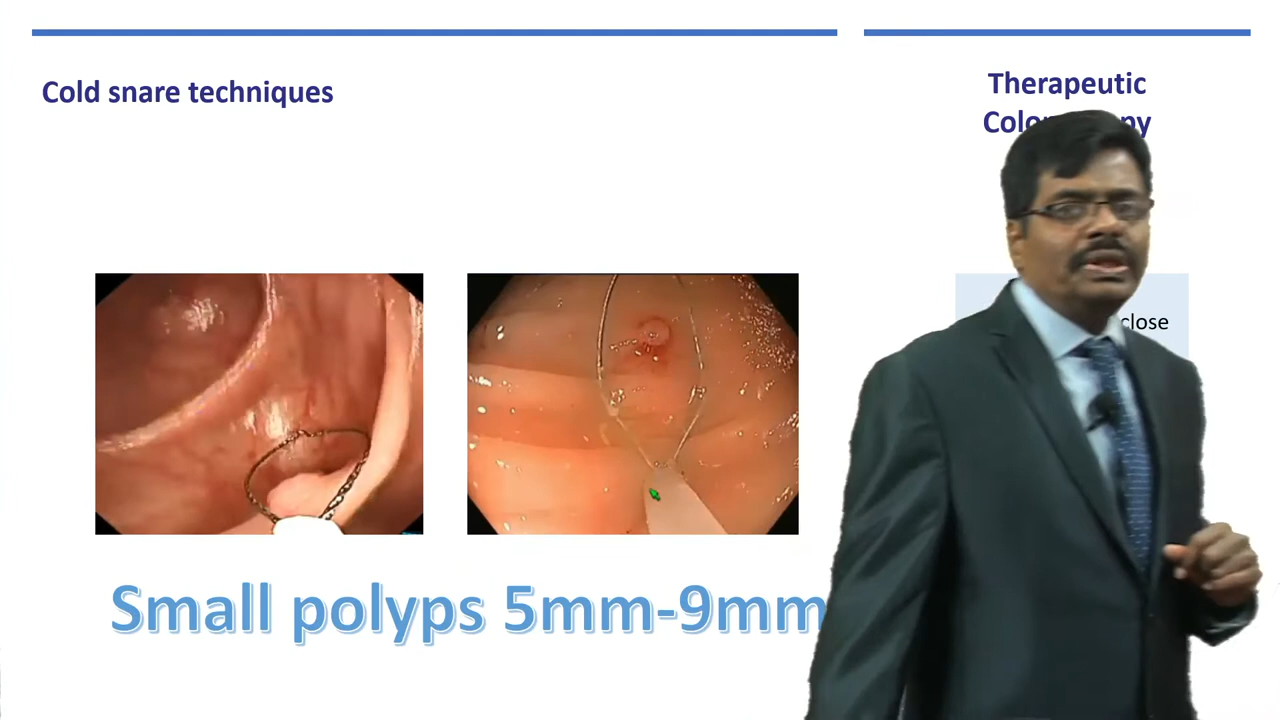 Cold snare techniques
Therapeutic
Small polyps 5mm-9mm
close